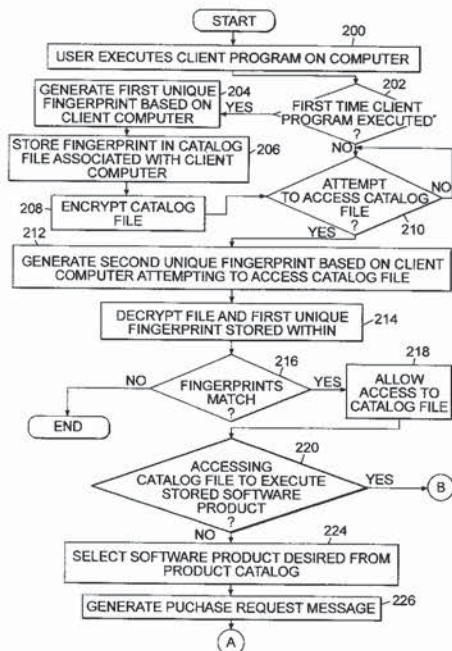 START
USER EXECUTES CLIENT PROGRAM ON COMPUTER
200
202
GENERATE FIRST UNIQUE
FINGERPRINT BASED ON
CLIENT COMPUTER
204
YES
FIRST TIME CLIENT
PROGRAM EXECUTED
?
NO
STORE FINGERPRINT IN CATALOG
FILE ASSOCIATED WITH CLIENT
COMPUTER
206
208
ENCRYPT CATALOG
FILE
ATTEMPT
TO ACCESS CATALOG
FILE
?
NO
210
YES
212
GENERATE SECOND UNIQUE FINGERPRINT BASED ON CLIENT
COMPUTER ATTEMPTING TO ACCESS CATALOG FILE
DECRYPT FILE AND FIRST UNIQUE
FINGERPRINT STORED WITHIN
214
216
NO
FINGERPRINTS
MATCH
?
YES
218
ALLOW
ACCESS TO
CATALOG FILE
END
220
ACCESSING
CATALOG FILE TO EXECUTE
STORED SOFTWARE
PRODUCT
?
YES
B
NO
224
SELECT SOFTWARE PRODUCT DESIRED FROM
PRODUCT CATALOG
GENERATE PUCHASE REQUEST MESSAGE
226
A